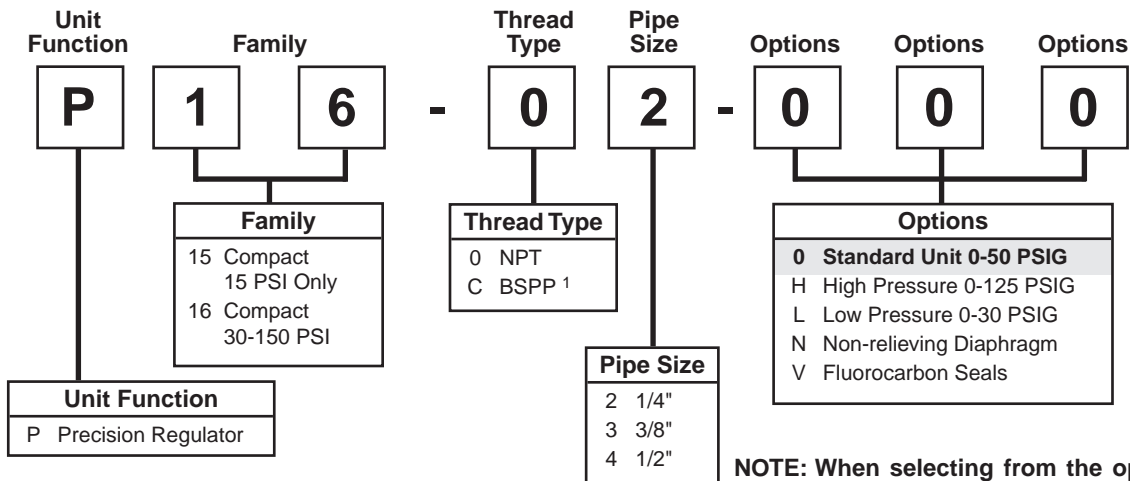 Unit Function
Family
Thread Type
Pipe Size
Options
Options
Options
P 1 6 - 0 2 - 0 0 0
Family
15 Compact
15 PSI Only
16 Compact
30-150 PSI
Thread Type
0 NPT
C BSPP 1
Options
0 Standard Unit 0-50 PSIG
H High Pressure 0-125 PSIG
L Low Pressure 0-30 PSIG
N Non-relieving Diaphragm
V Fluorocarbon Seals
Unit Function
P Precision Regulator
Pipe Size
2 1/4"
3 3/8"
4 1/2"
NOTE: When selecting from the